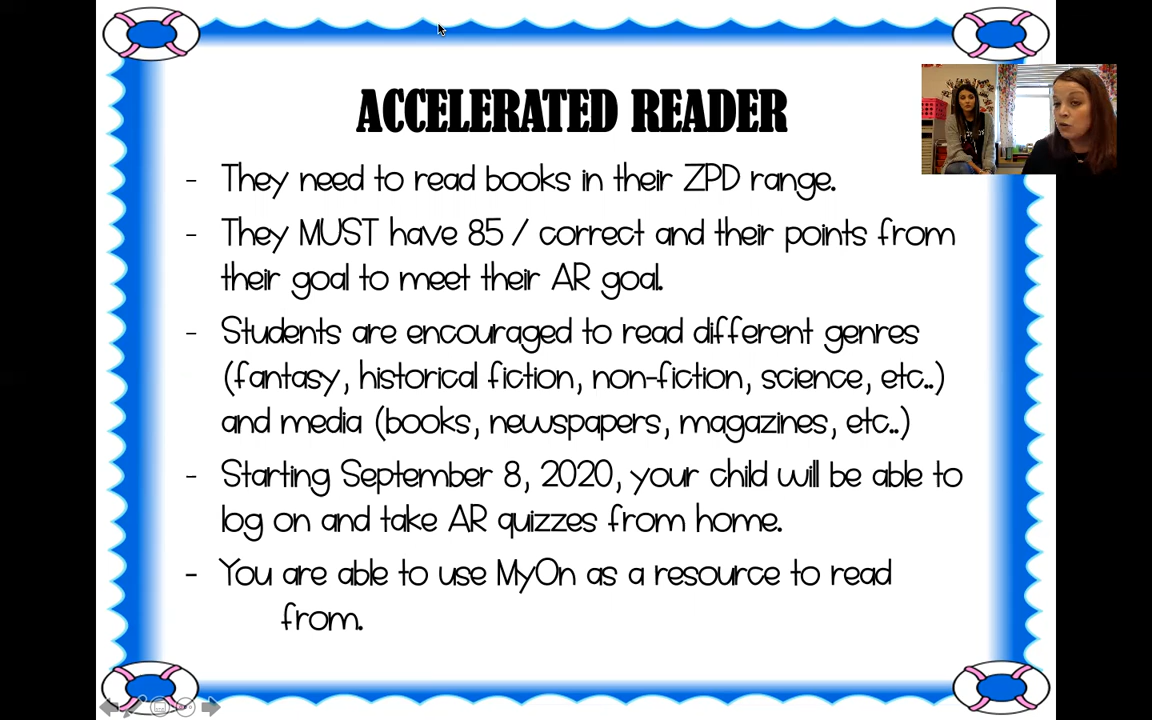 ACCELERATED READER
- They need to read books in their ZPD range.
- They MUST have 85 / correct and their points from
their goal to meet their AR goal.
- Students are encouraged to read different genres
(fantasy, historical fiction, non-fiction, science, etc..)
and media (books, newspapers, magazines, etc..)
- Starting September 8, 2020, your child will be able to
log on and take AR quizzes from home.
- You are able to use MyOn as a resource to read
from.